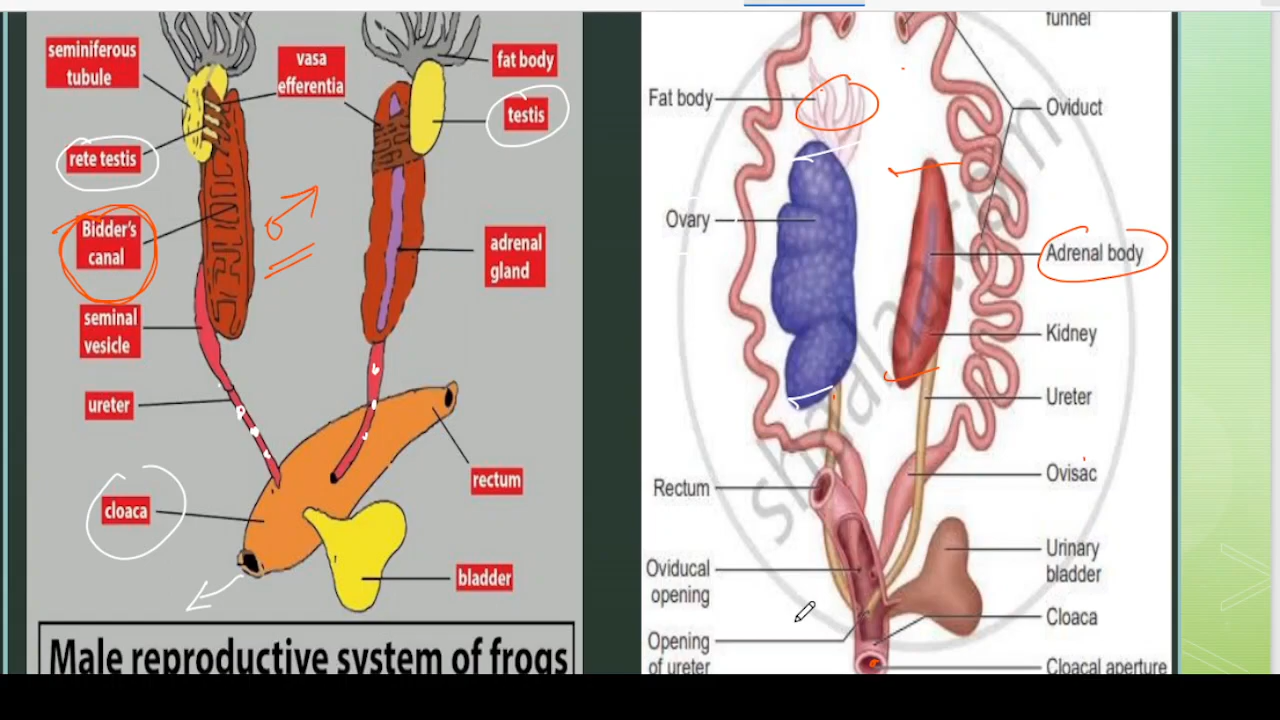 seminiferous
tubule
vasa
efferentia
fat body
testis
rete testis
Bidder's
canal
adrenal
gland
seminal
vesicle
ureter
rectum
cloaca
bladder
Male reproductive system of frogs
funnel
Fat body
Oviduct
Ovary
Adrenal body
Kidney
Ureter
Ovisac
Rectum
Urinary
bladder
Oviducal
opening
Cloaca
Opening
of ureter
Cloacal aperture
shaalaa.com